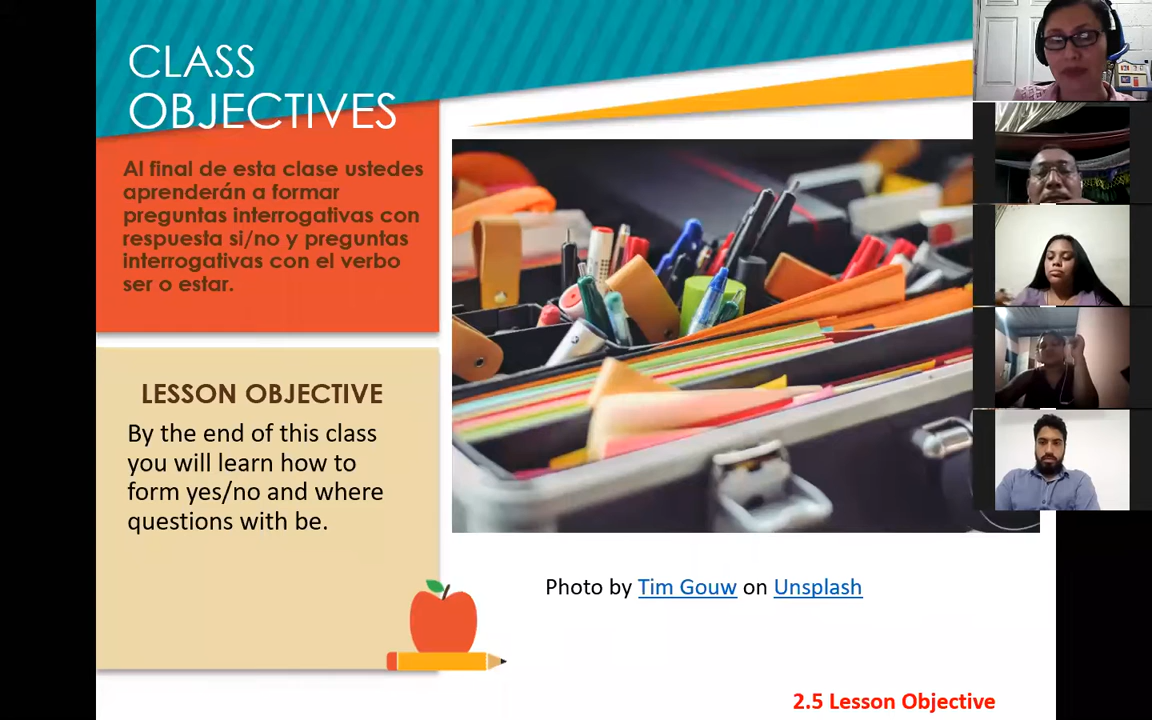 CLASS
OBJECTIVES
Al final de esta clase ustedes
aprenderán a formar
preguntas interrogativas con
respuesta si/no y preguntas
interrogativas con el verbo
ser o estar.
LESSON OBJECTIVE
By the end of this class
you will learn how to
form yes/no and where
questions with be.
Photo by Tim Gouw on Unsplash
2.5 Lesson Objective